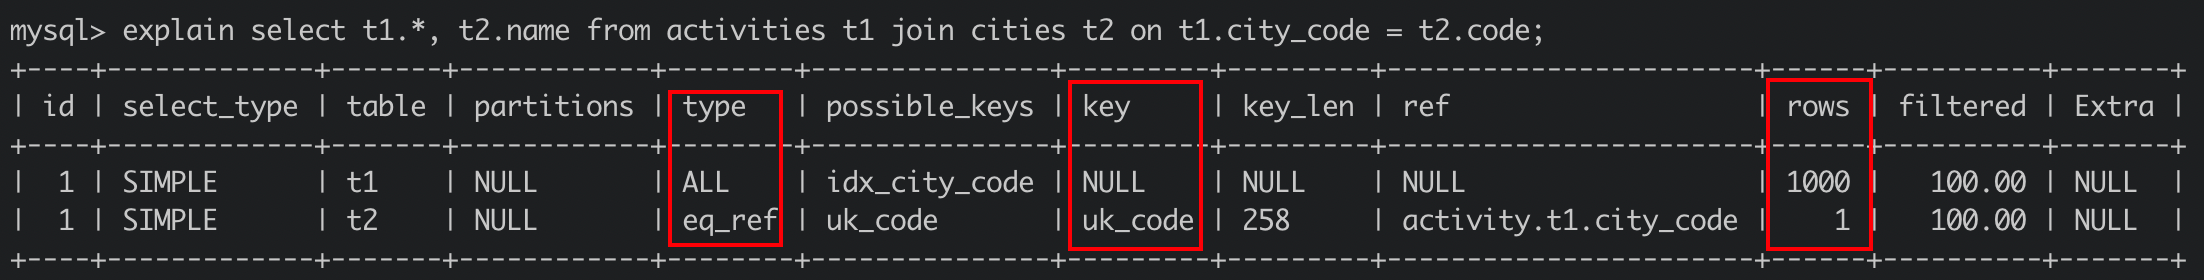 mysql> explain select t1.*, t2.name from activities t1 join cities t2 on t1.city_code = t2.code;
+----+-------------+-------+------------+--------+---------------+---------+---------+-----------------------+------+----------+-------+
| id | select_type | table | partitions | type | possible_keys | key | key_len | ref | rows | filtered | Extra |
+----+-------------+-------+------------+--------+---------------+---------+---------+-----------------------+------+----------+-------+
| 1 | SIMPLE | t1 | NULL | ALL | idx_city_code | NULL | NULL | NULL | 1000 | 100.00 | NULL |
| 1 | SIMPLE | t2 | NULL | eq_ref | uk_code | uk_code | 258 | activity.t1.city_code | 1 | 100.00 | NULL |
+----+-------------+-------+------------+--------+---------------+---------+---------+-----------------------+------+----------+-------+